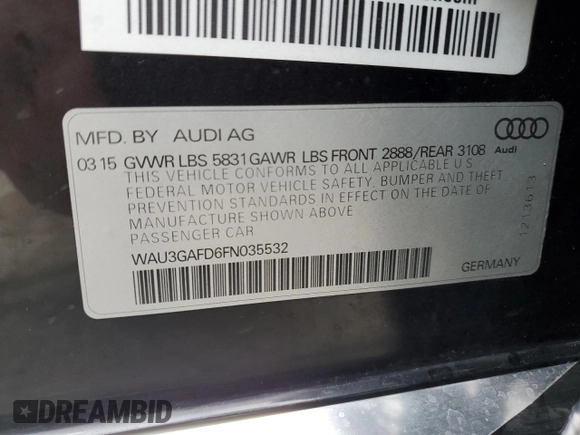 MFD. BY AUDI AG
03 15 GVWR LBS 5831 GAWR LBS FRONT 2888/REAR 3108
THIS VEHICLE CONFORMS TO ALL APPLICABLE U S
FEDERAL MOTOR VEHICLE SAFETY, BUMPER AND THEFT
PREVENTION STANDARDS IN EFFECT ON THE DATE OF
MANUFACTURE SHOWN ABOVE
PASSENGER CAR
WAU3GAFD6FN035532
Audi
1213613
GERMANY
DREAMBID